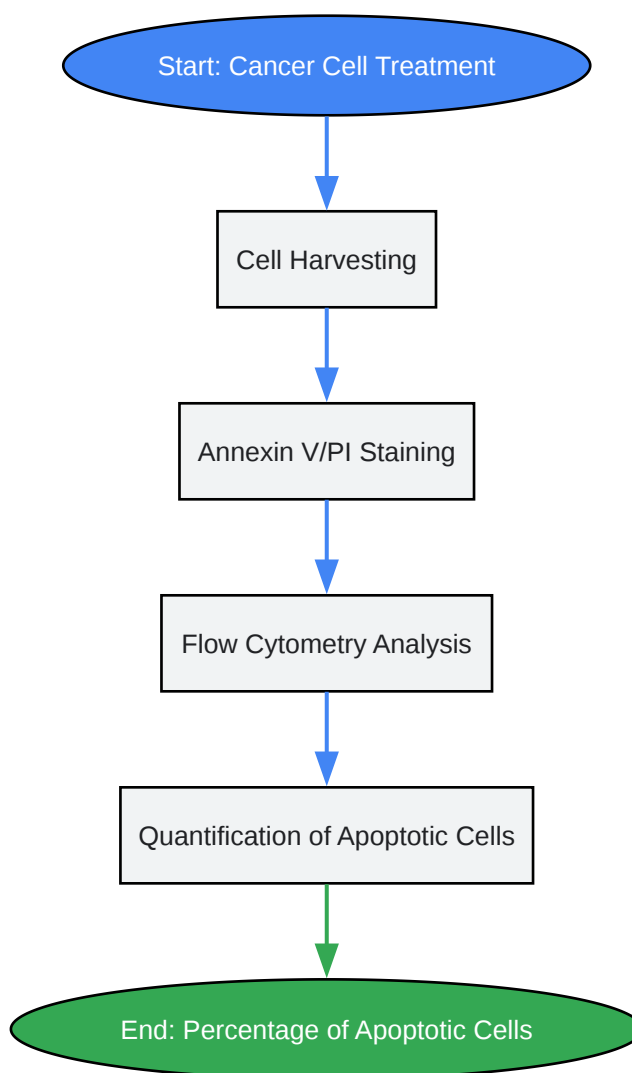 Start: Cancer Cell Treatment
Cell Harvesting
Annexin V/PI Staining
Flow Cytometry Analysis
Quantification of Apoptotic Cells
End: Percentage of Apoptotic Cells